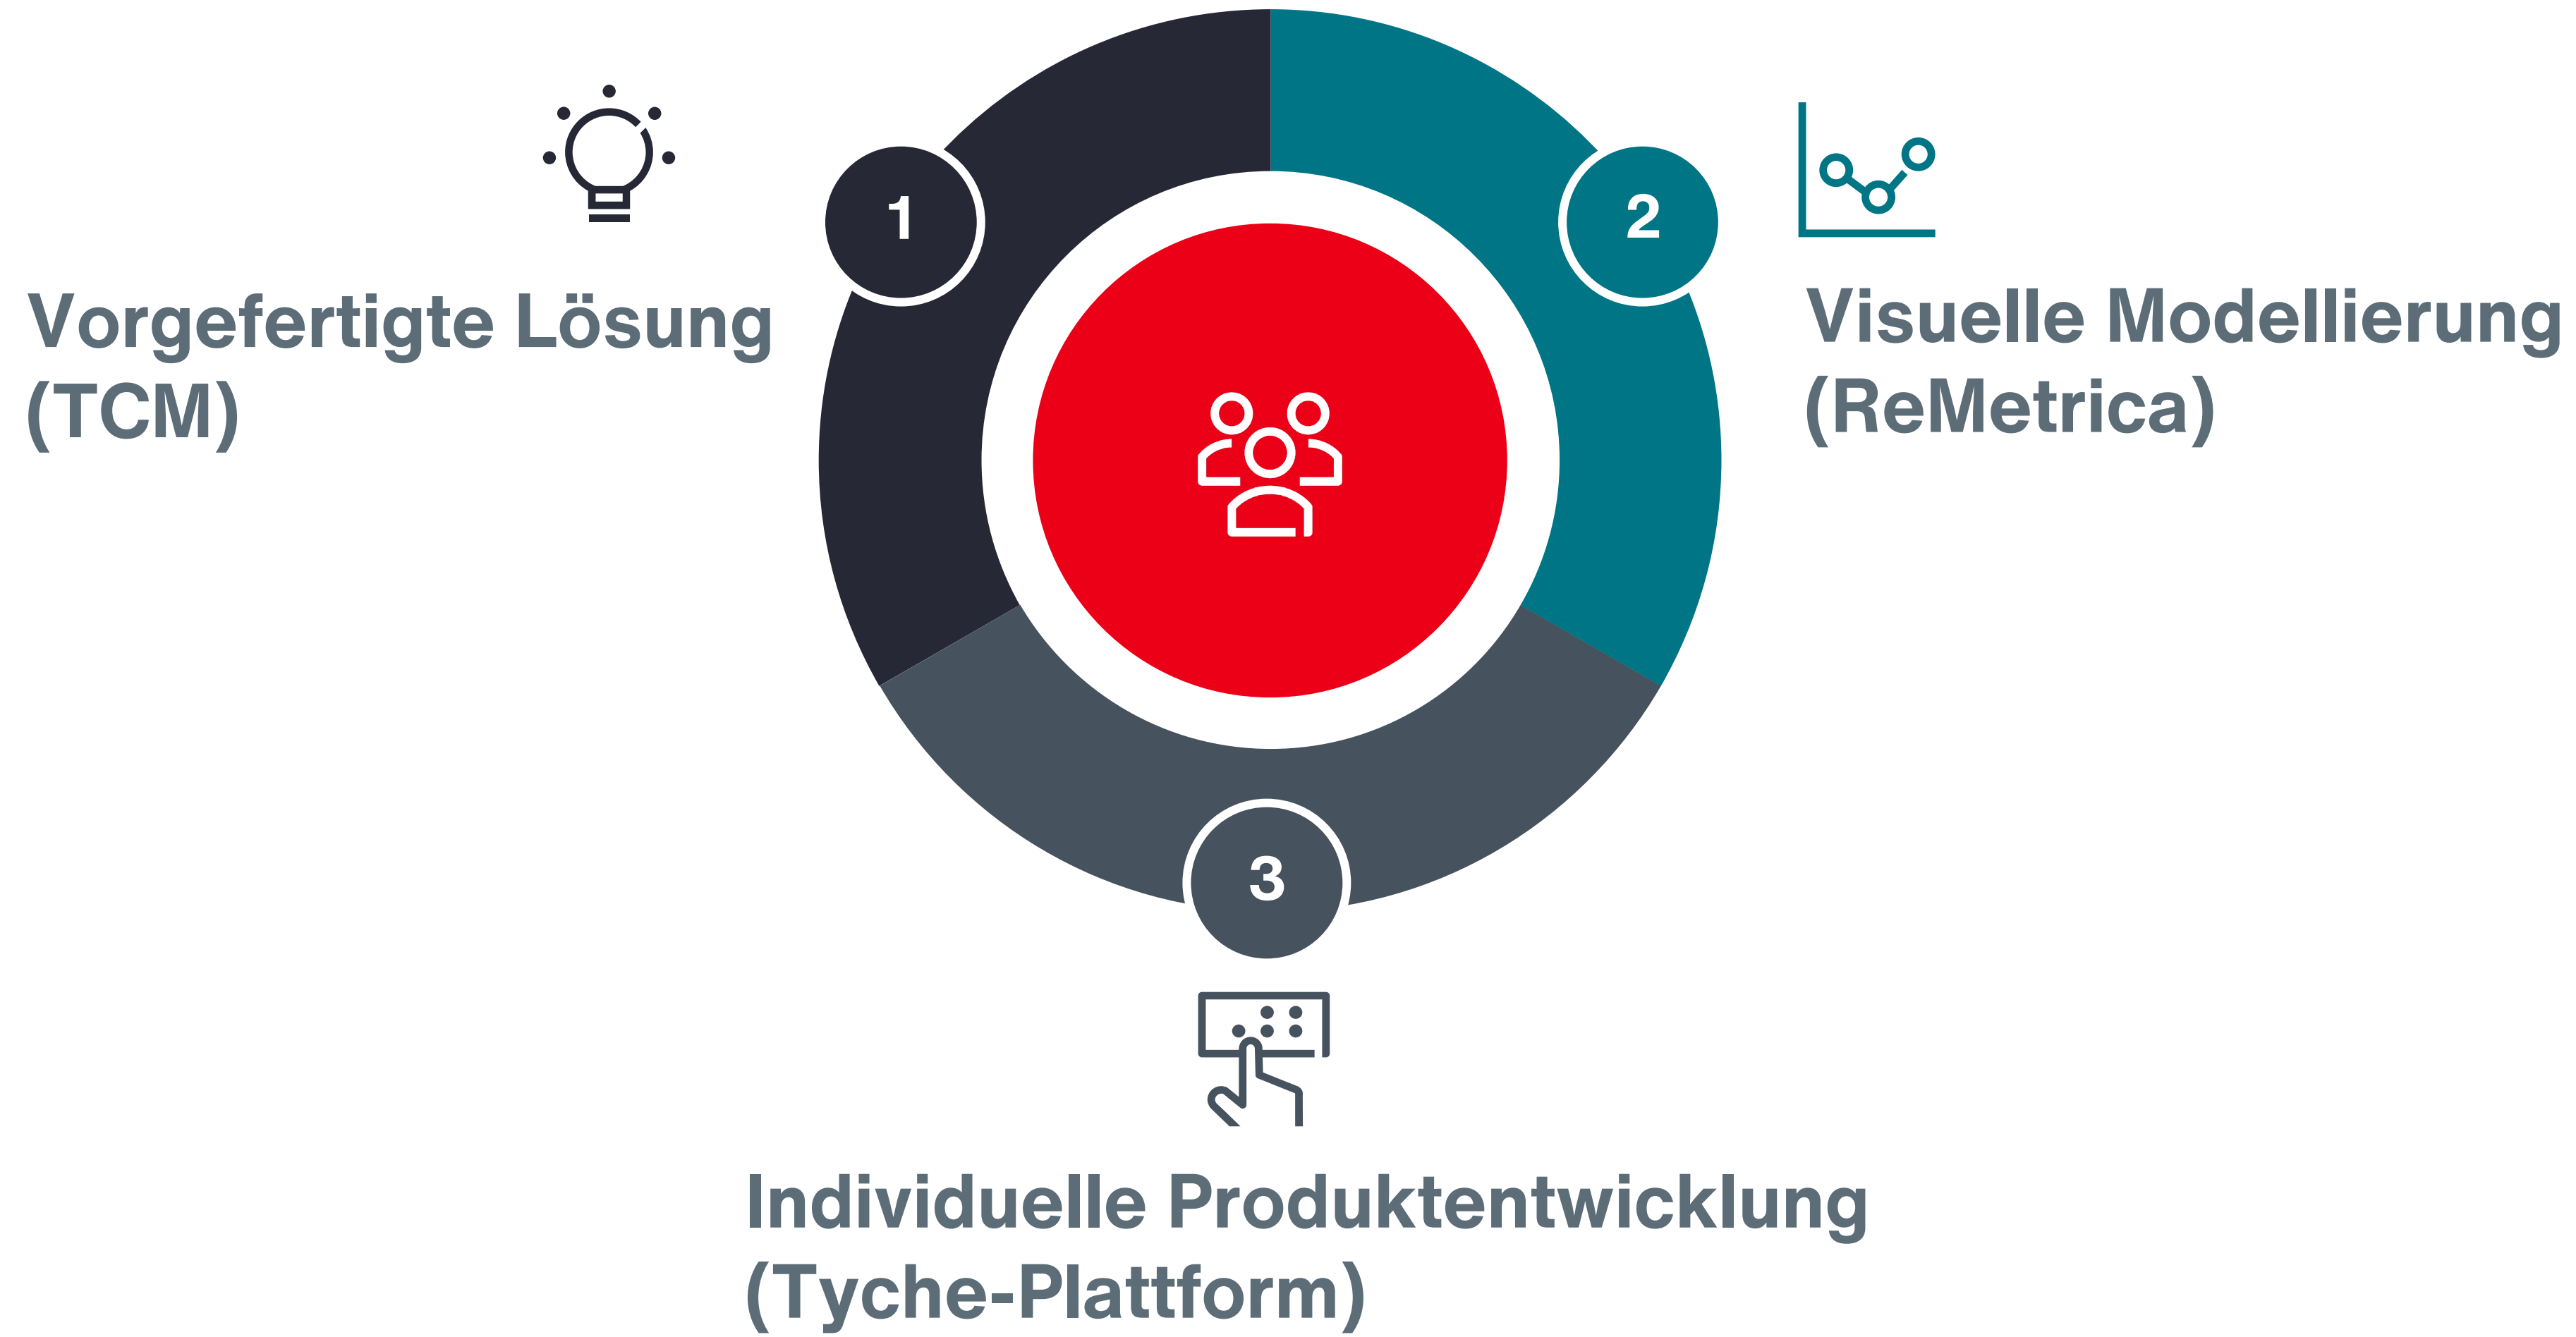 1
Vorgefertigte Lösung
(TCM)
2
Visuelle Modellierung
(ReMetrica)
3
Individuelle Produktentwicklung
(Tyche-Plattform)